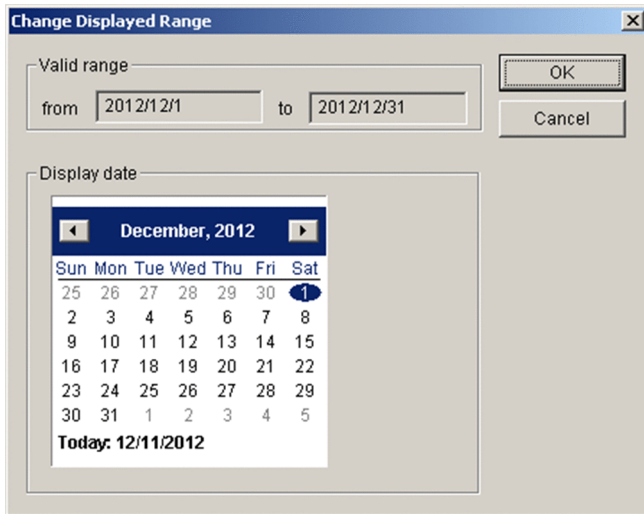 Change Displayed Range
Valid range
from 2012/12/1 to 2012/12/31
OK
Cancel
Display date
December, 2012
Sun Mon Tue Wed Thu Fri Sat
25 26 27 28 29 30 1
2 3 4 5 6 7 8
9 10 11 12 13 14 15
16 17 18 19 20 21 22
23 24 25 26 27 28 29
30 31 1 2 3 4 5
Today: 12/11/2012